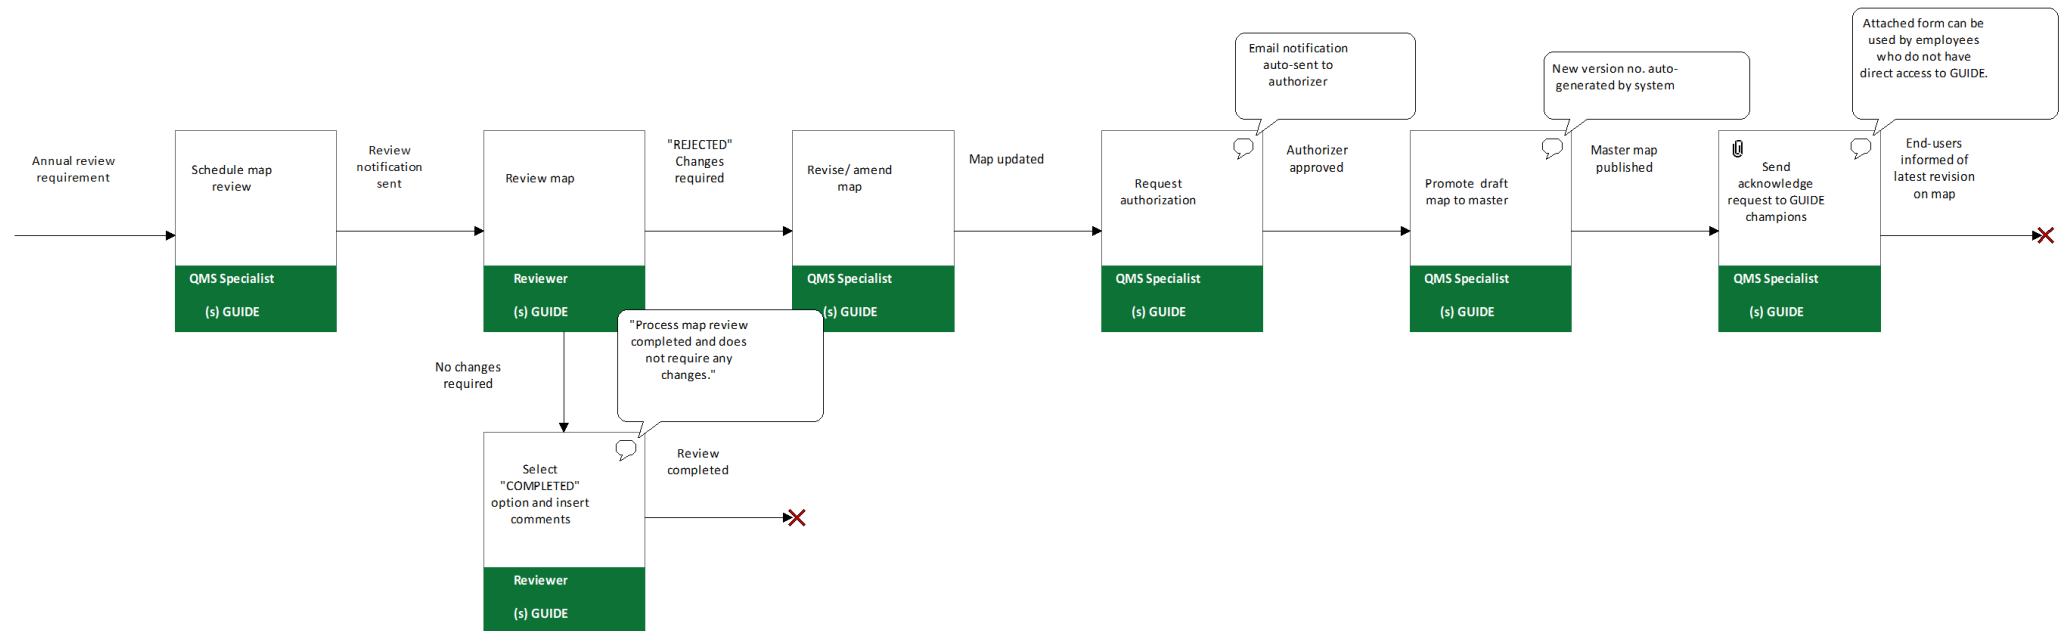 Attached form can be
used by employees
who do not have
direct access to GUIDE.
Email notification
auto-sent to
authorizer
New version no. auto-
generated by system
Annual review
requirement
Schedule map
review
QMS Specialist
(s) GUIDE
Review
notification
sent
Review map
Reviewer
(s) GUIDE
"REJECTED"
Changes
required
Revise/ amend
map
QMS Specialist
(s) GUIDE
Map updated
Request
authorization
QMS Specialist
(s) GUIDE
Authorizer
approved
Promote draft
map to master
QMS Specialist
(s) GUIDE
Master map
published
Send
acknowledge
request to GUIDE
champions
QMS Specialist
(s) GUIDE
End-users
informed of
latest revision
on map
No changes
required
"Process map review
completed and does
not require any
changes."
Select
"COMPLETED"
option and insert
comments
Reviewer
(s) GUIDE
Review
completed